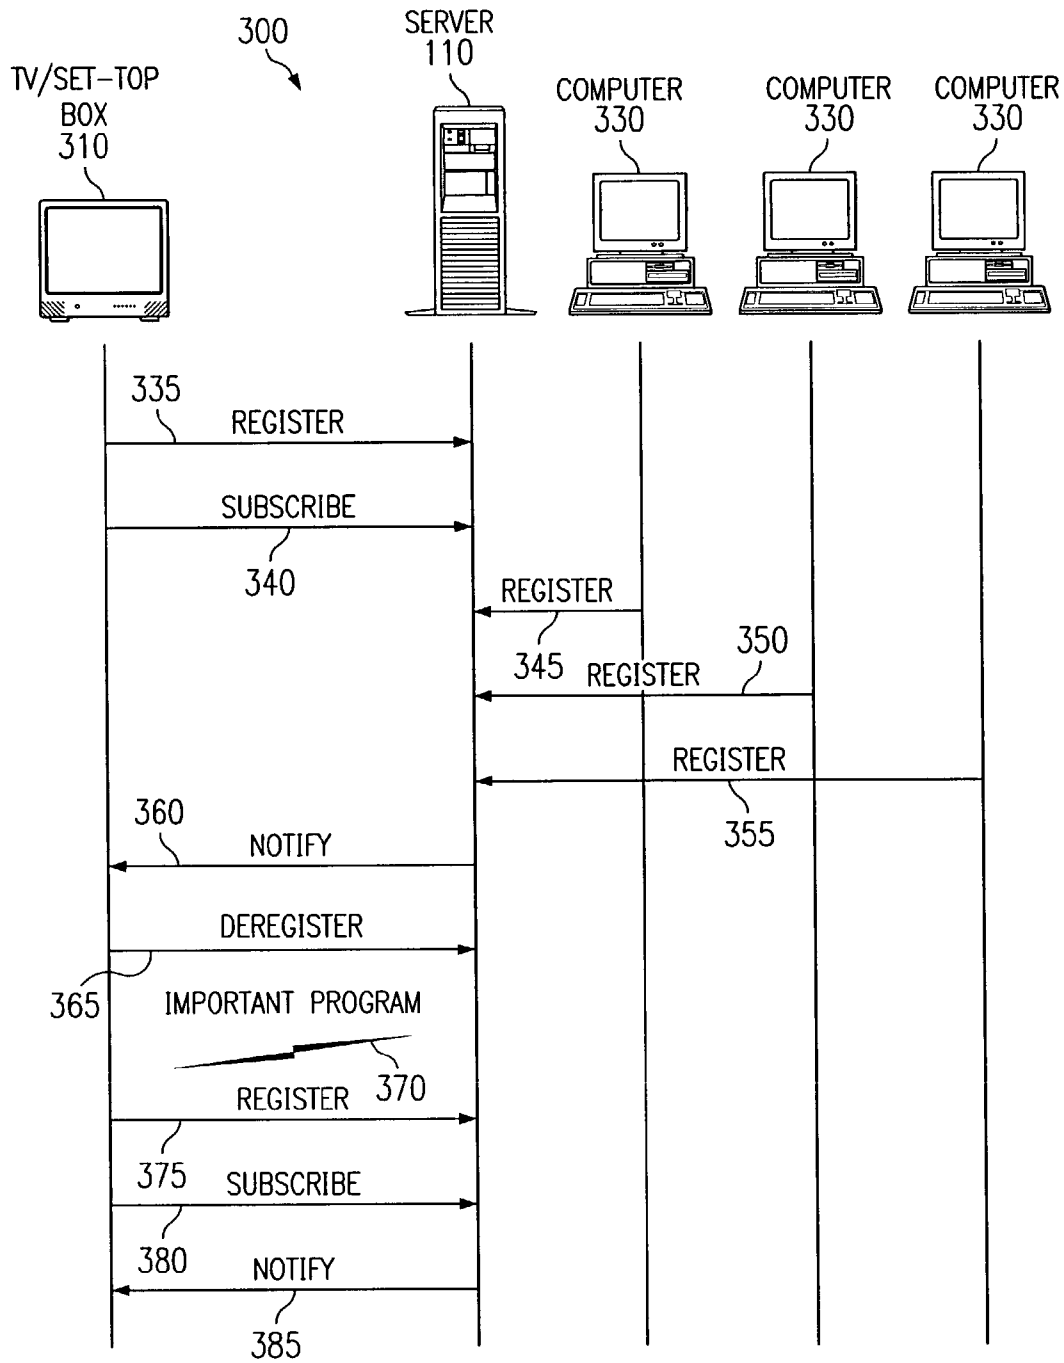 300
SERVER
110
TV/SET-TOP
BOX
310
COMPUTER
330
COMPUTER
330
COMPUTER
330
335
REGISTER
SUBSCRIBE
340
REGISTER
345
350
REGISTER
REGISTER
355
360
NOTIFY
DEREGISTER
365
IMPORTANT PROGRAM
370
REGISTER
375
SUBSCRIBE
380
NOTIFY
385